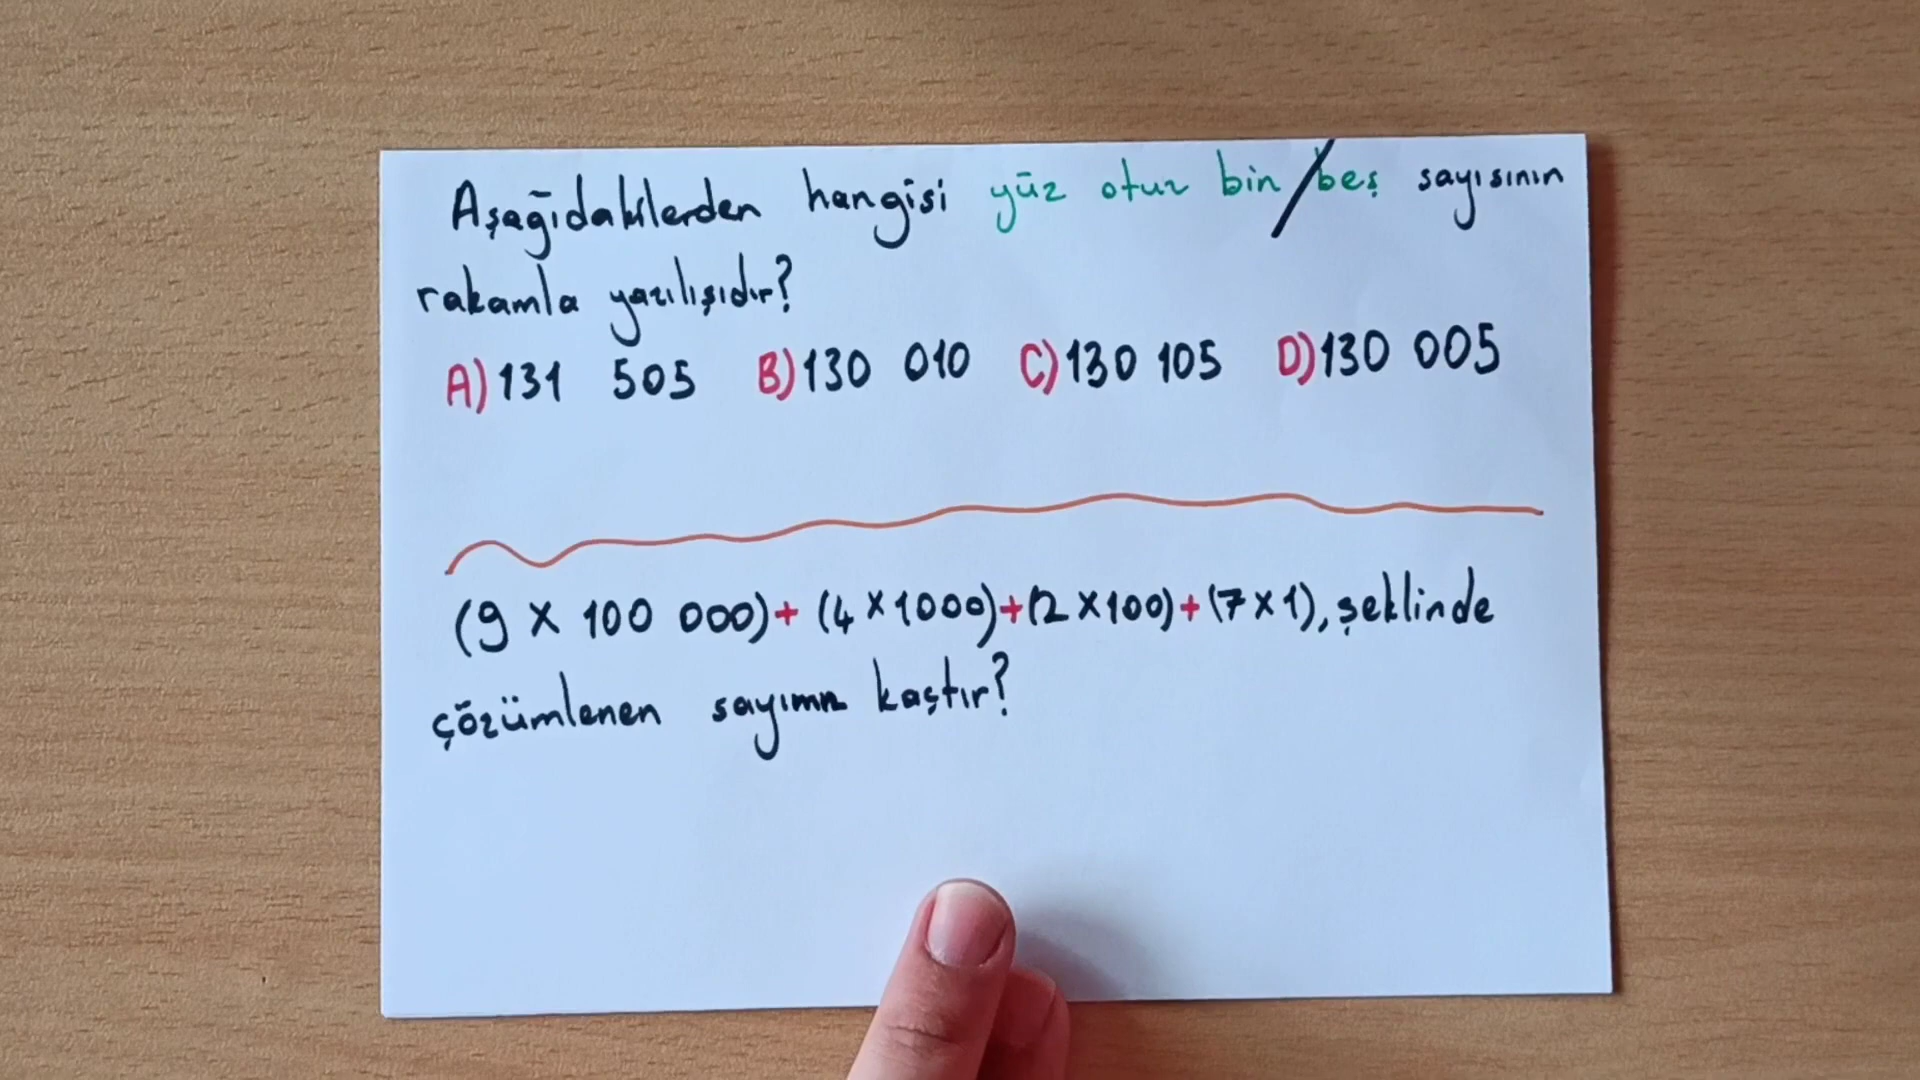 Aşağıdakilerden hangisi yüz otuz bin/beş sayısının
rakamla yazılışıdır?
A)131 505 B)130 010 C)130 105 D)130 005
(9 x 100 000)+ (4 x 1000)+(2 x 100)+(7 x 1), şeklinde
çözümlenen sayımın kaçtır?